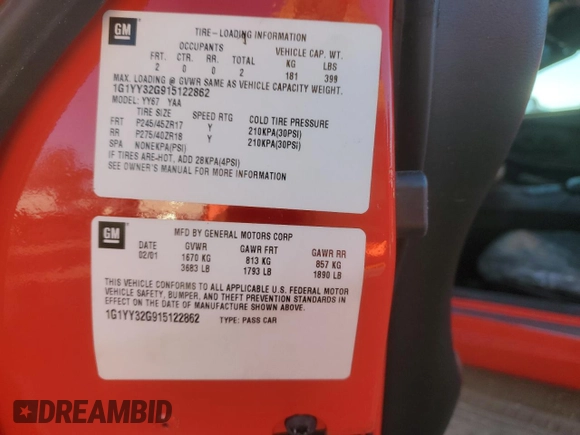 GM
TIRE-LOADING INFORMATION
OCCUPANTS VEHICLE CAP. WT.
FRT. CTR. RR. TOTAL KG LBS
2 0 0 2 181 399
MAX. LOADING @ GVWR SAME AS VEHICLE CAPACITY WEIGHT.
1G1YY32G915122862
MODEL: YY67 YAA
TIRE SIZE SPEED RTG COLD TIRE PRESSURE
FRT P245/45ZR17 Y 210KPA(30PSI)
RR P275/40ZR18 Y 210KPA(30PSI)
SPA NONEKPA(PSI)
IF TIRES ARE-HOT, ADD 28KPA(4PSI)
SEE OWNER'S MANUAL FOR MORE INFORMATION
GM
MFD BY GENERAL MOTORS CORP
DATE GVWR GAWR FRT GAWR RR
02/01 1670 KG 813 KG 857 KG
3683 LB 1793 LB 1890 LB
THIS VEHICLE CONFORMS TO ALL APPLICABLE U.S. FEDERAL MOTOR
VEHICLE SAFETY, BUMPER, AND THEFT PREVENTION STANDARDS IN
EFFECT ON THE DATE OF MANUFACTURE SHOWN ABOVE.
1G1YY32G915122862 TYPE: PASS CAR
DREAMBID